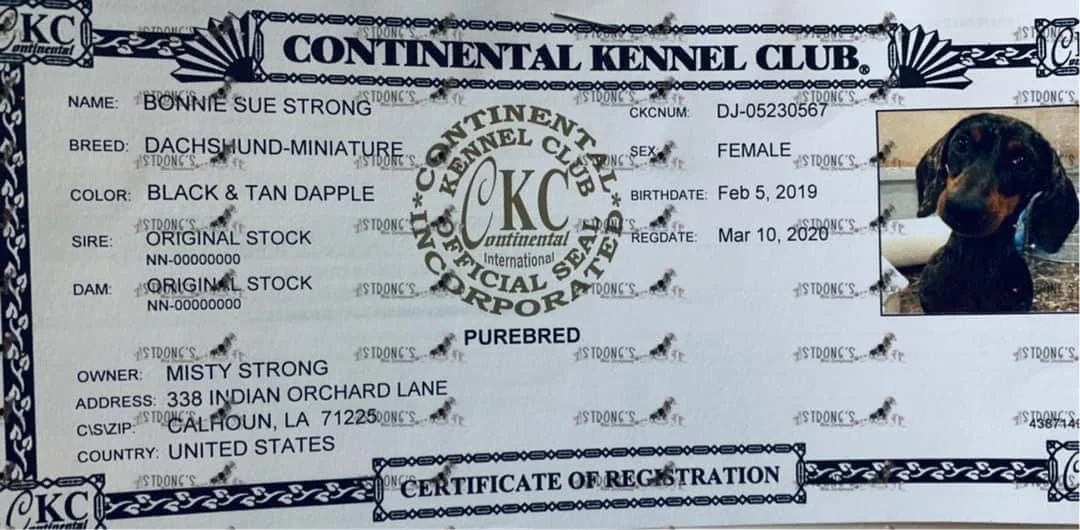 CKC
Continental
CONTINENTAL KENNEL CLUB®
NAME: BONNIE SUE STRONG
CKCNUM: DJ-05230567
BREED: DACHSHUND-MINIATURE
SEX: FEMALE
COLOR: BLACK & TAN DAPPLE
BIRTHDATE: Feb 5, 2019
SIRE: ORIGINAL STOCK
NN-00000000
REGDATE: Mar 10, 2020
DAM: ORIGINAL STOCK
NN-00000000
*CONTINENTAL*
INCORPORATED
KENNEL CLUB
OFFICIAL SEAL
CKC
Continental
International
PUREBRED
OWNER: MISTY STRONG
ADDRESS: 338 INDIAN ORCHARD LANE
C\S\ZIP: CALHOUN, LA 71225
COUNTRY: UNITED STATES
CERTIFICATE OF REGISTRATION
CKC
Continental